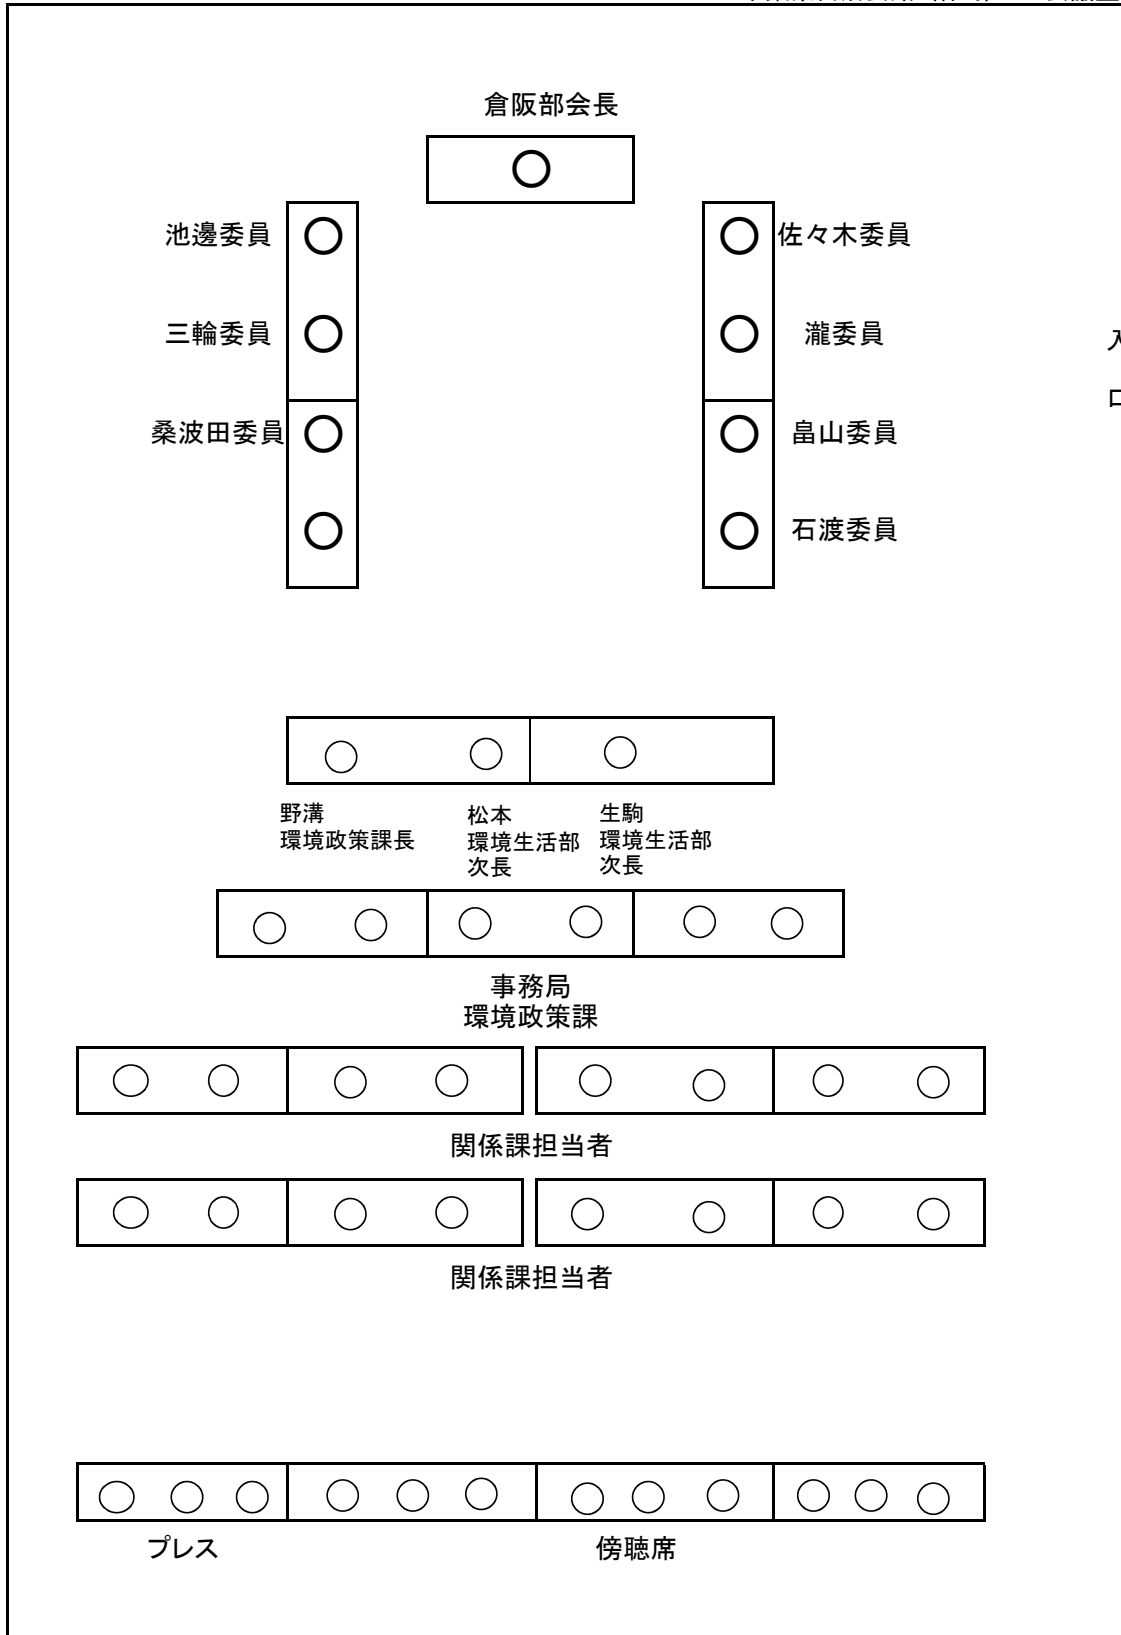 倉阪部会長
池邊委員
佐々木委員
三輪委員
瀧委員
桑波田委員
畠山委員
石渡委員
野溝
環境政策課長
松本
環境生活部
次長
生駒
環境生活部
次長
事務局
環境政策課
関係課担当者
関係課担当者
プレス
傍聴席